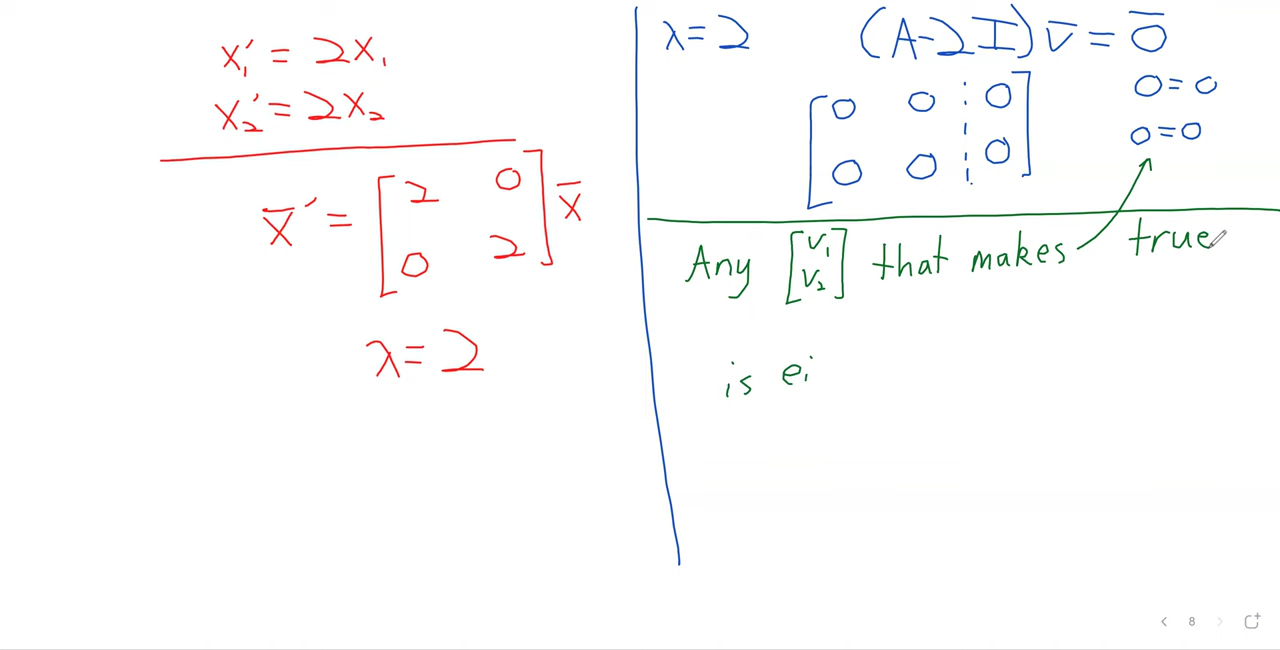 x₁' = 2x₁
x₂' = 2x₂
x̄' = [2 0; 0 2] x̄
λ = 2
λ = 2 (A-2I) v̄ = 0̄
[0 0 ¦ 0; 0 0 ¦ 0]
0 = 0
0 = 0
Any [v₁; v₂] that makes true
is ei
8